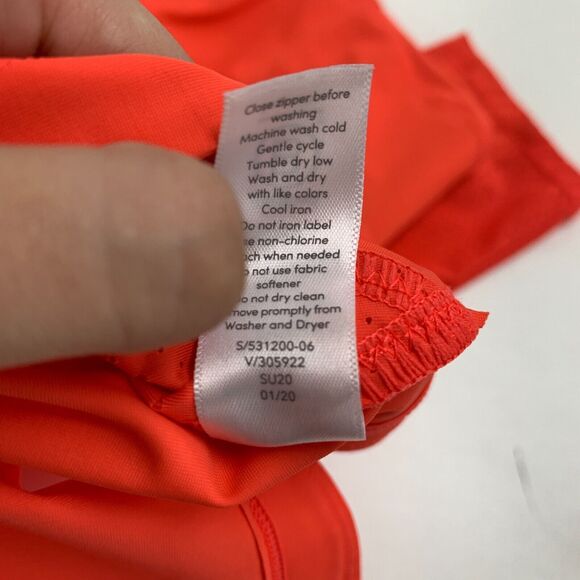 Close zipper before
washing
Machine wash cold
Gentle cycle
Tumble dry low
Wash and dry
with like colors
Cool iron
Do not iron label
non-chlorine
when needed
not use fabric
softener
Do not dry clean
promptly from
Washer and Dryer
S/531200-06
V/305922
SU20
01/20